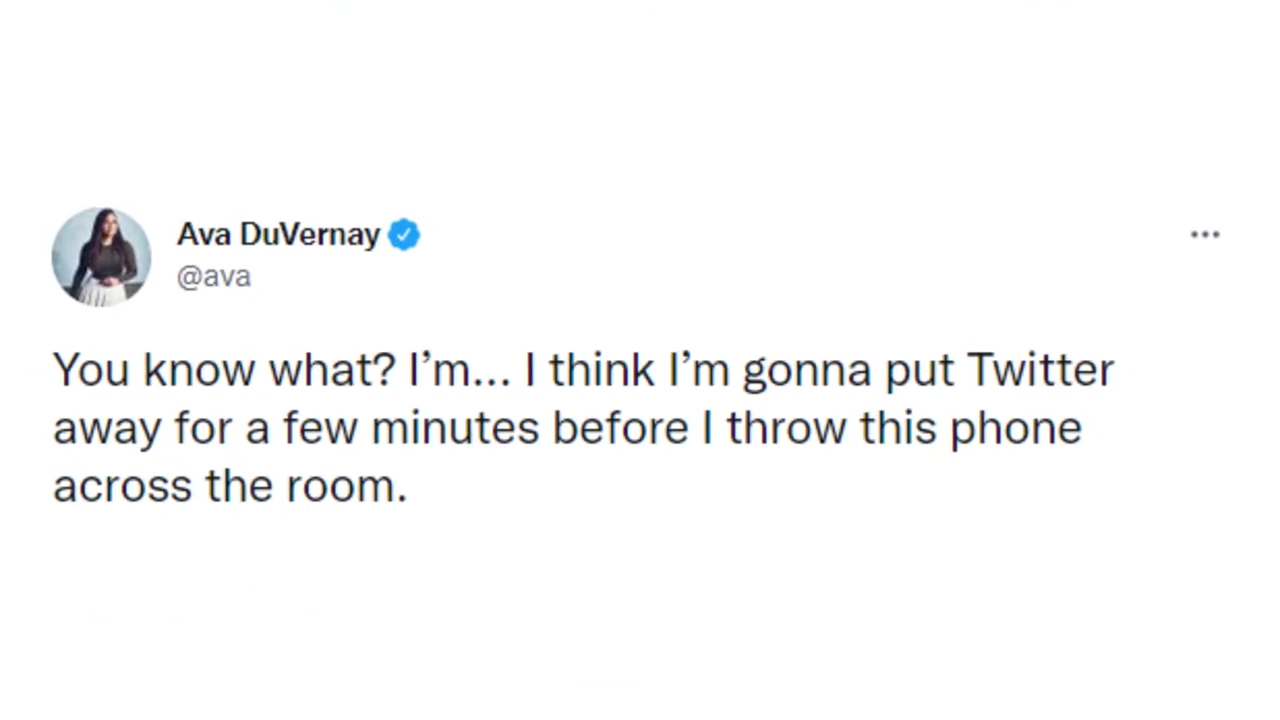 Ava DuVernay
@ava
You know what? I’m... I think I’m gonna put Twitter
away for a few minutes before I throw this phone
across the room.